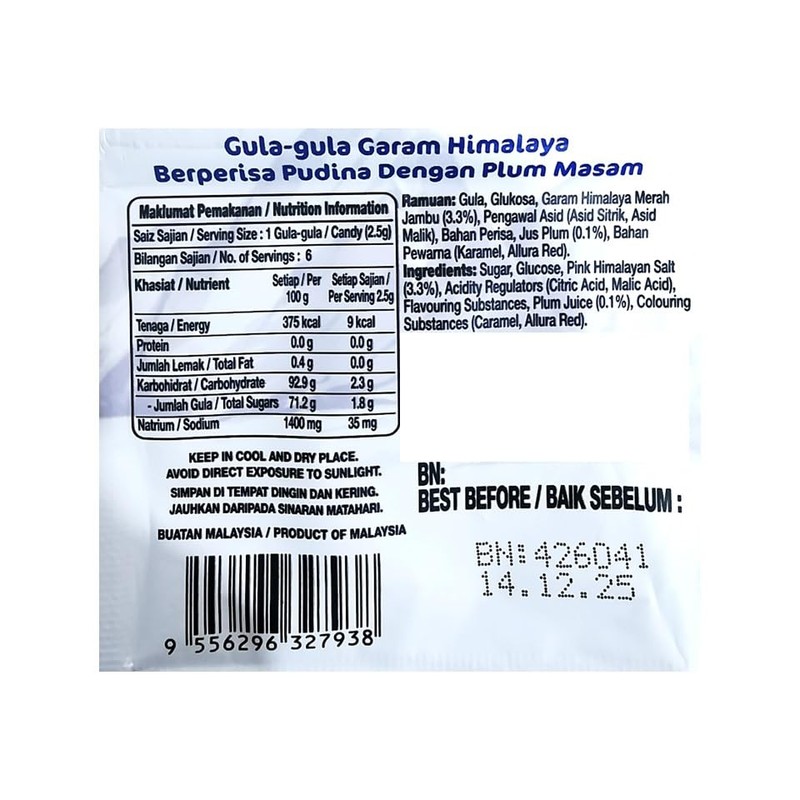 Gula-gula Garam Himalaya
Berperisa Pudina Dengan Plum Masam
Maklumat Pemakanan / Nutrition Information
Saiz Sajian / Serving Size : 1 Gula-gula / Candy (2.5g)
Bilangan Sajian / No. of Servings : 6
Khasiat / Nutrient Setiap / Per 100 g Setiap Sajian / Per Serving 2.5g
Tenaga / Energy 375 kcal 9 kcal
Protein 0.0 g 0.0 g
Jumlah Lemak / Total Fat 0.4 g 0.0 g
Karbohidrat / Carbohydrate 92.9 g 2.3 g
- Jumlah Gula / Total Sugars 71.2 g 1.8 g
Natrium / Sodium 1400 mg 35 mg
KEEP IN COOL AND DRY PLACE.
AVOID DIRECT EXPOSURE TO SUNLIGHT.
SIMPAN DI TEMPAT DINGIN DAN KERING.
JAUHKAN DARIPADA SINARAN MATAHARI.
BUATAN MALAYSIA / PRODUCT OF MALAYSIA
9 556296 327938
Ramuan: Gula, Glukosa, Garam Himalaya Merah
Jambu (3.3%), Pengawal Asid (Asid Sitrik, Asid
Malik), Bahan Perisa, Jus Plum (0.1%), Bahan
Pewarna (Karamel, Allura Red).
Ingredients: Sugar, Glucose, Pink Himalayan Salt
(3.3%), Acidity Regulators (Citric Acid, Malic Acid),
Flavouring Substances, Plum Juice (0.1%), Colouring
Substances (Caramel, Allura Red).
BN:
BEST BEFORE / BAIK SEBELUM :
BN:426041
14.12.25